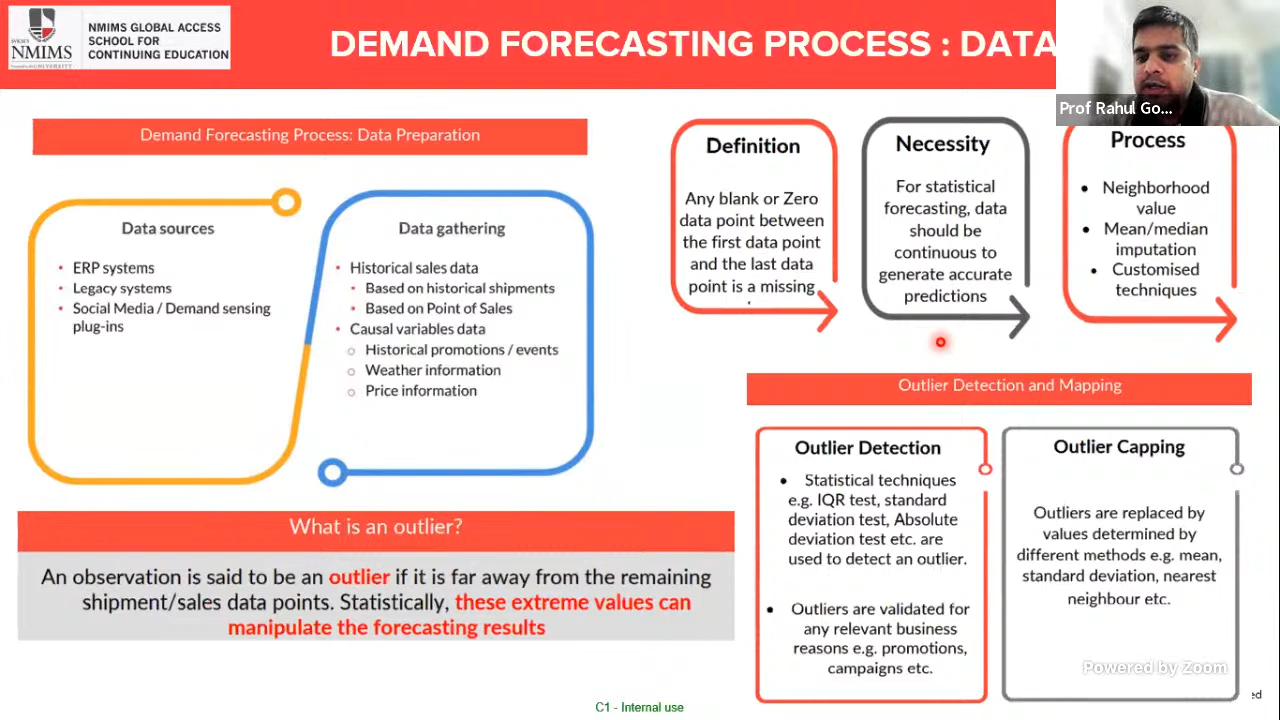 NMIMS
NMIMS GLOBAL ACCESS
SCHOOL FOR
CONTINUING EDUCATION
DEMAND FORECASTING PROCESS : DATA
Prof Rahul Go...
Demand Forecasting Process: Data Preparation
Data sources
• ERP systems
• Legacy systems
• Social Media / Demand sensing
plug-ins
Data gathering
• Historical sales data
• Based on historical shipments
• Based on Point of Sales
• Causal variables data
○ Historical promotions / events
○ Weather information
○ Price information
Definition
Any blank or Zero
data point between
the first data point
and the last data
point is a missing
Necessity
For statistical
forecasting, data
should be
continuous to
generate accurate
predictions
Process
• Neighborhood
value
• Mean/median
imputation
• Customised
techniques
What is an outlier?
An observation is said to be an outlier if it is far away from the remaining
shipment/sales data points. Statistically, these extreme values can
manipulate the forecasting results
Outlier Detection and Mapping
Outlier Detection
• Statistical techniques
e.g. IQR test, standard
deviation test, Absolute
deviation test etc. are
used to detect an outlier.
• Outliers are validated for
any relevant business
reasons e.g. promotions,
campaigns etc.
Outlier Capping
Outliers are replaced by
values determined by
different methods e.g. mean,
standard deviation, nearest
neighbour etc.
Powered by Zoom
ed
C1 - Internal use